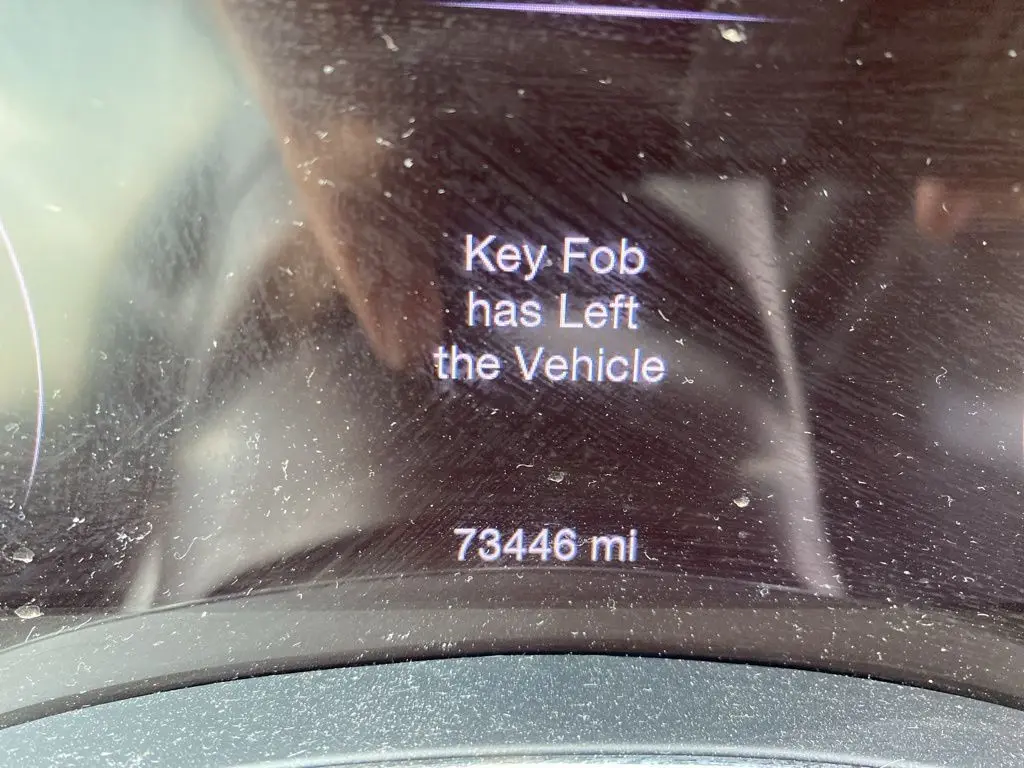 Key Fob
has Left
the Vehicle
73446 mi